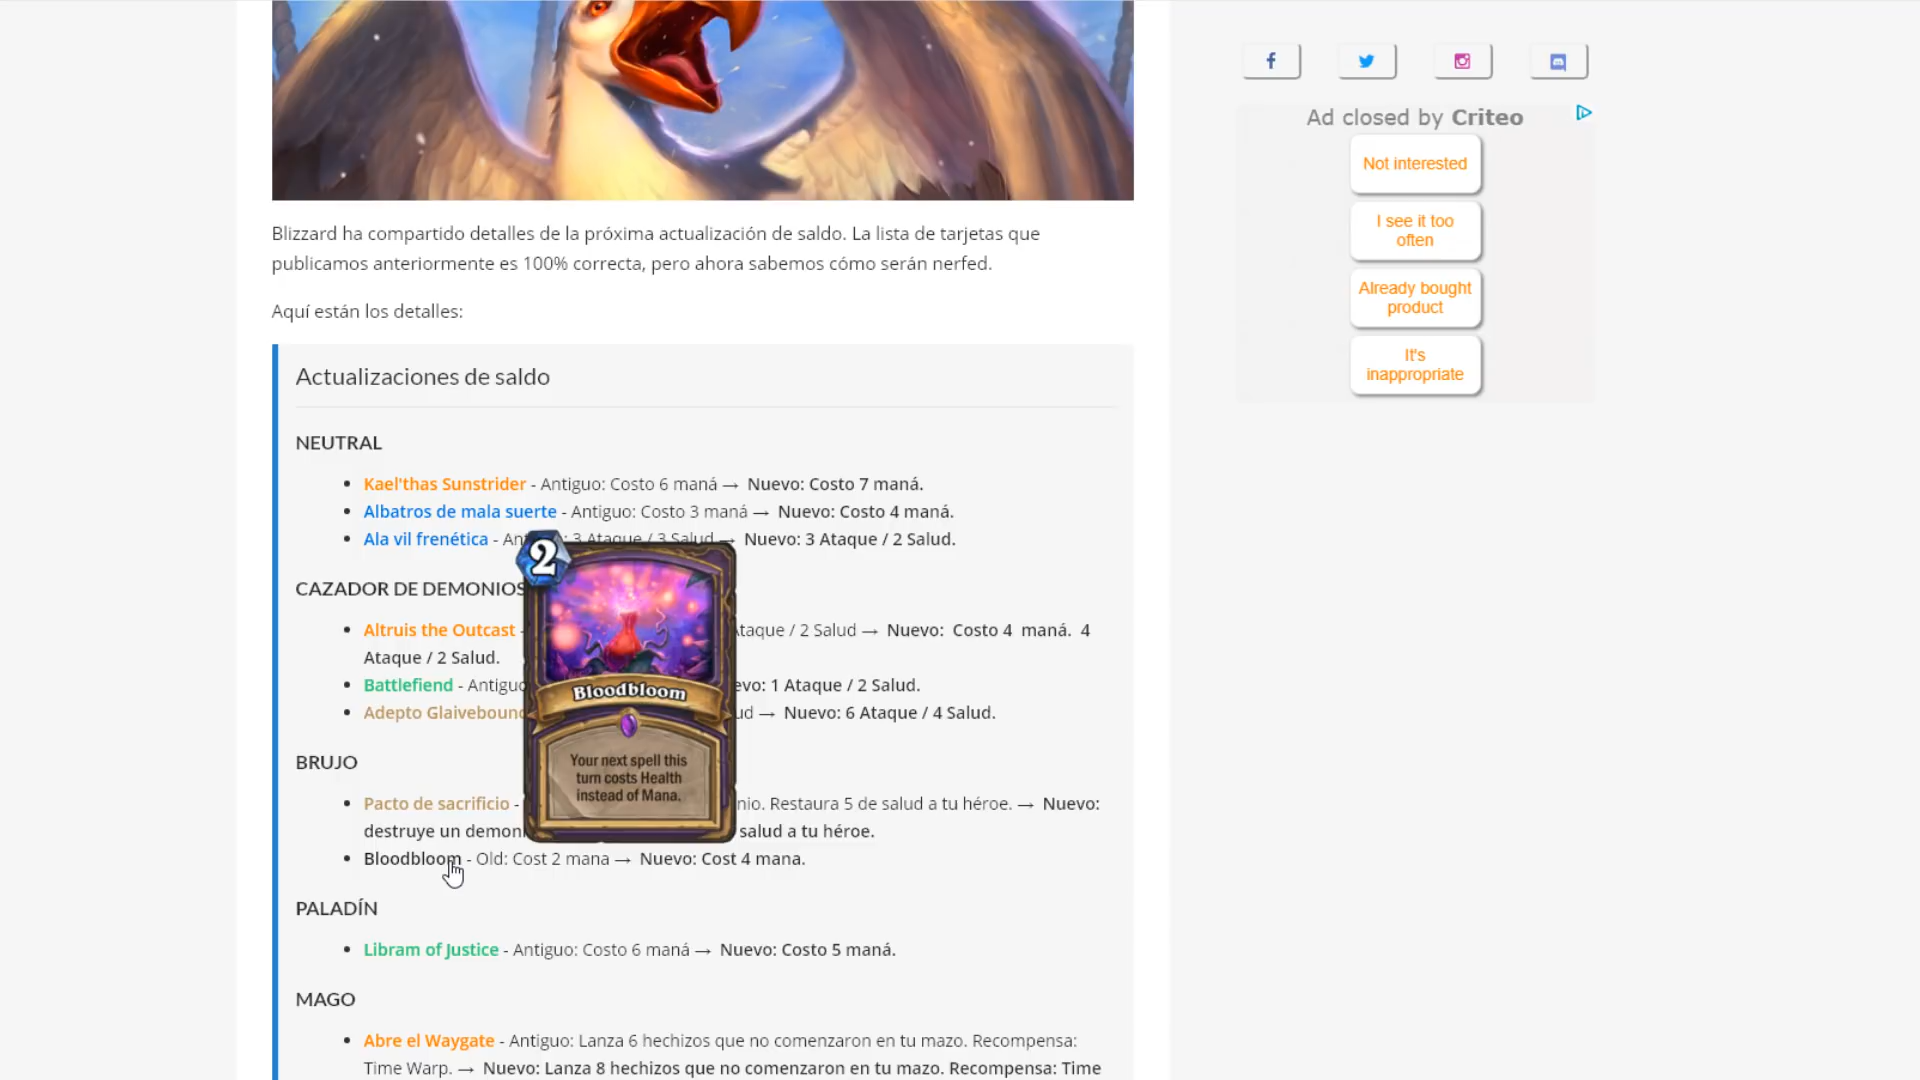 Blizzard ha compartido detalles de la próxima actualización de saldo. La lista de tarjetas que
publicamos anteriormente es 100% correcta, pero ahora sabemos cómo serán nerfed.
Aquí están los detalles:
Actualizaciones de saldo
NEUTRAL
Kael'thas Sunstrider - Antiguo: Costo 6 maná → Nuevo: Costo 7 maná.
Albatros de mala suerte - Antiguo: Costo 3 maná → Nuevo: Costo 4 maná.
Ala vil frenética - 3 Ataque / 3 Salud → Nuevo: 3 Ataque / 2 Salud.
CAZADOR DE DEMONIOS
Altruis the Outcast - Ataque / 2 Salud → Nuevo: Costo 4 maná. 4
Ataque / 2 Salud.
Battlefiend - 1 Ataque / 2 Salud.
Adepto → Nuevo: 6 Ataque / 4 Salud.
BRUJO
Pacto de sacrificio - Restaura 5 de salud a tu héroe. → Nuevo:
destruye un salud a tu héroe.
Bloodbloom - Old: Cost 2 mana → Nuevo: Cost 4 mana.
PALADÍN
Libram of Justice - Antiguo: Costo 6 maná → Nuevo: Costo 5 maná.
MAGO
Abre el Waygate - Antiguo: Lanza 6 hechizos que no comenzaron en tu mazo. Recompensa:
Time Warp. → Nuevo: Lanza 8 hechizos que no comenzaron en tu mazo. Recompensa: Time
2
Bloodbloom
Your next spell this
turn costs Health
instead of Mana.
Ad closed by Criteo
Not interested
I see it too
often
Already bought
product
It's
inappropriate